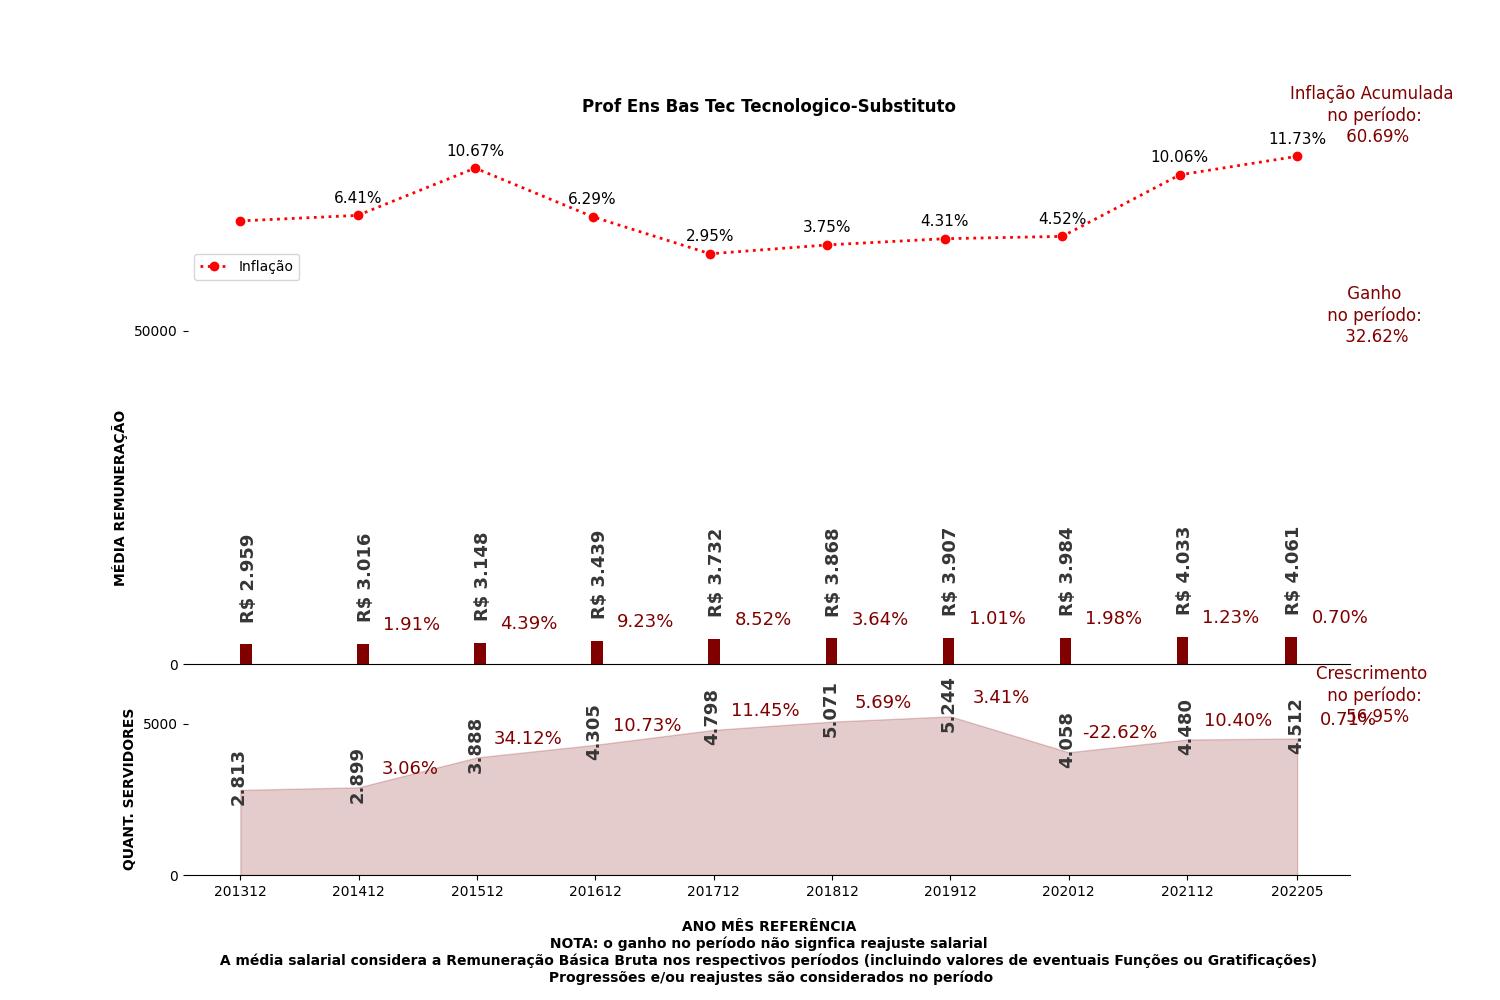 Prof Ens Bas Tec Tecnologico-Substituto
Inflação Acumulada
no período:
60.69%
6.41%
10.67%
6.29%
2.95%
3.75%
4.31%
4.52%
10.06%
11.73%
Inflação
Ganho
no período:
32.62%
50000
0
MÉDIA REMUNERAÇÃO
R$ 2.959
R$ 3.016
R$ 3.148
R$ 3.439
R$ 3.732
R$ 3.868
R$ 3.907
R$ 3.984
R$ 4.033
R$ 4.061
1.91%
4.39%
9.23%
8.52%
3.64%
1.01%
1.98%
1.23%
0.70%
Crescrimento
no período:
56.95%
5000
0
QUANT. SERVIDORES
2.813
2.899
3.888
4.305
4.798
5.071
5.244
4.058
4.480
4.512
3.06%
34.12%
10.73%
11.45%
5.69%
3.41%
-22.62%
10.40%
0.71%
201312
201412
201512
201612
201712
201812
201912
202012
202112
202205
ANO MÊS REFERÊNCIA
NOTA: o ganho no período não signfica reajuste salarial
A média salarial considera a Remuneração Básica Bruta nos respectivos períodos (incluindo valores de eventuais Funções ou Gratificações)
Progressões e/ou reajustes são considerados no período